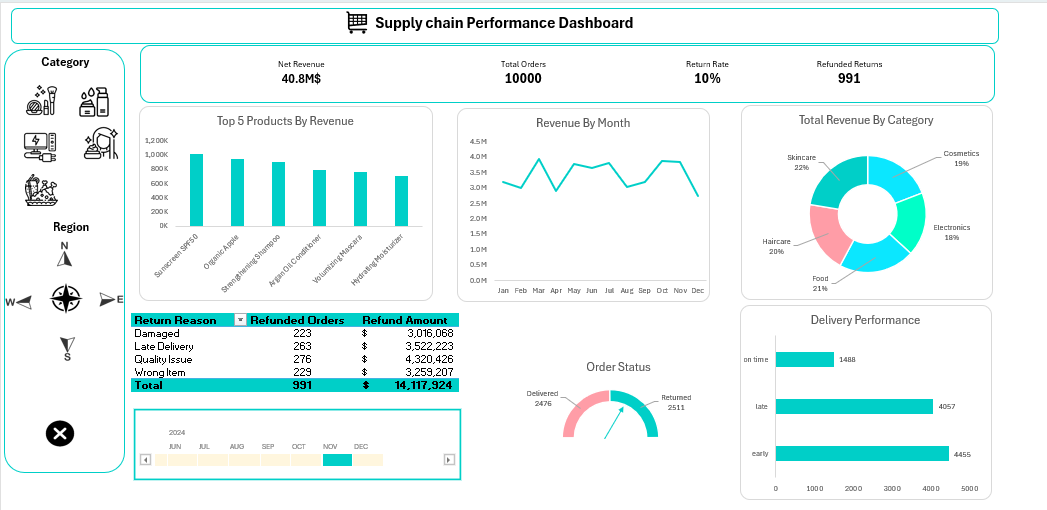 Supply chain Performance Dashboard
Category
Region
N
W
E
S
Net Revenue
40.8M$
Total Orders
10000
Return Rate
10%
Refunded Returns
991
Top 5 Products By Revenue
1,200K
1,000K
800K
600K
400K
200K
0K
Sunscreen SPF50
Organic Apple
Strengthening Shampoo
Argan Oil Conditioner
Volumizing Mascara
Hydrating Moisturizer
Revenue By Month
4.5M
4.0M
3.5M
3.0M
2.5M
2.0M
1.5M
1.0M
0.5M
0.0M
Jan Feb Mar Apr May Jun Jul Aug Sep Oct Nov Dec
Total Revenue By Category
Skincare
22%
Cosmetics
19%
Electronics
18%
Haircare
20%
Food
21%
Return Reason Refunded Orders Refund Amount
Damaged 223 $ 3,016,068
Late Delivery 263 $ 3,522,223
Quality Issue 276 $ 4,320,426
Wrong Item 229 $ 3,259,207
Total 991 $ 14,117,924
2024
JUN JUL AUG SEP OCT NOV DEC
Order Status
Delivered
2476
Returned
2511
Delivery Performance
on time
1488
late
4057
early
4455
0 1000 2000 3000 4000 5000